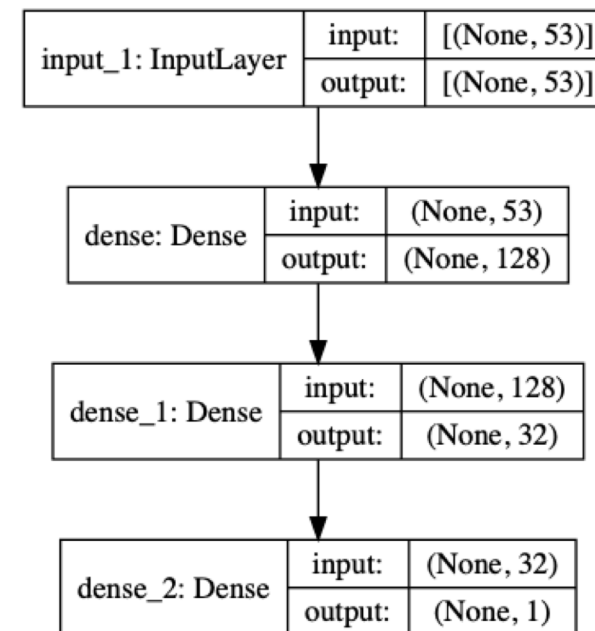 input_1: InputLayer
input: [(None, 53)]
output: [(None, 53)]
dense: Dense
input: (None, 53)
output: (None, 128)
dense_1: Dense
input: (None, 128)
output: (None, 32)
dense_2: Dense
input: (None, 32)
output: (None, 1)